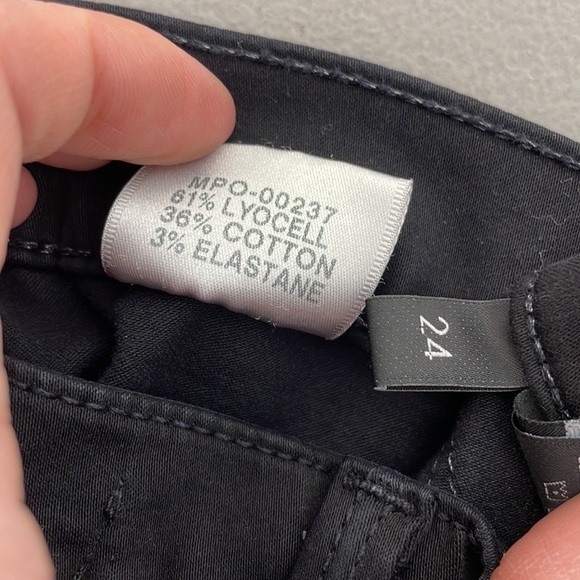 MPO-00237
61% LYOCELL
36% COTTON
3% ELASTANE
24